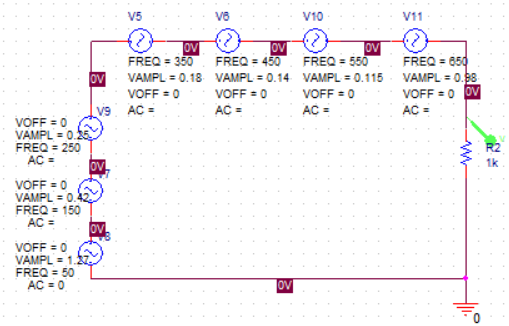 V5 V6 V10 V11
0V 0V 0V
FREQ = 350 FREQ = 450 FREQ = 550 FREQ = 650
VAMPL = 0.18 VAMPL = 0.14 VAMPL = 0.115 VAMPL = 0.98
VOFF = 0 VOFF = 0 VOFF = 0 VOFF = 0
AC = AC = AC = AC =
0V 0V
V9
VOFF = 0
VAMPL = 0.25
FREQ = 250
AC =
R2
1k
0V
V7
VOFF = 0
VAMPL = 0.42
FREQ = 150
AC =
0V
V8
VOFF = 0
VAMPL = 1.27
FREQ = 50
AC = 0
0V
0